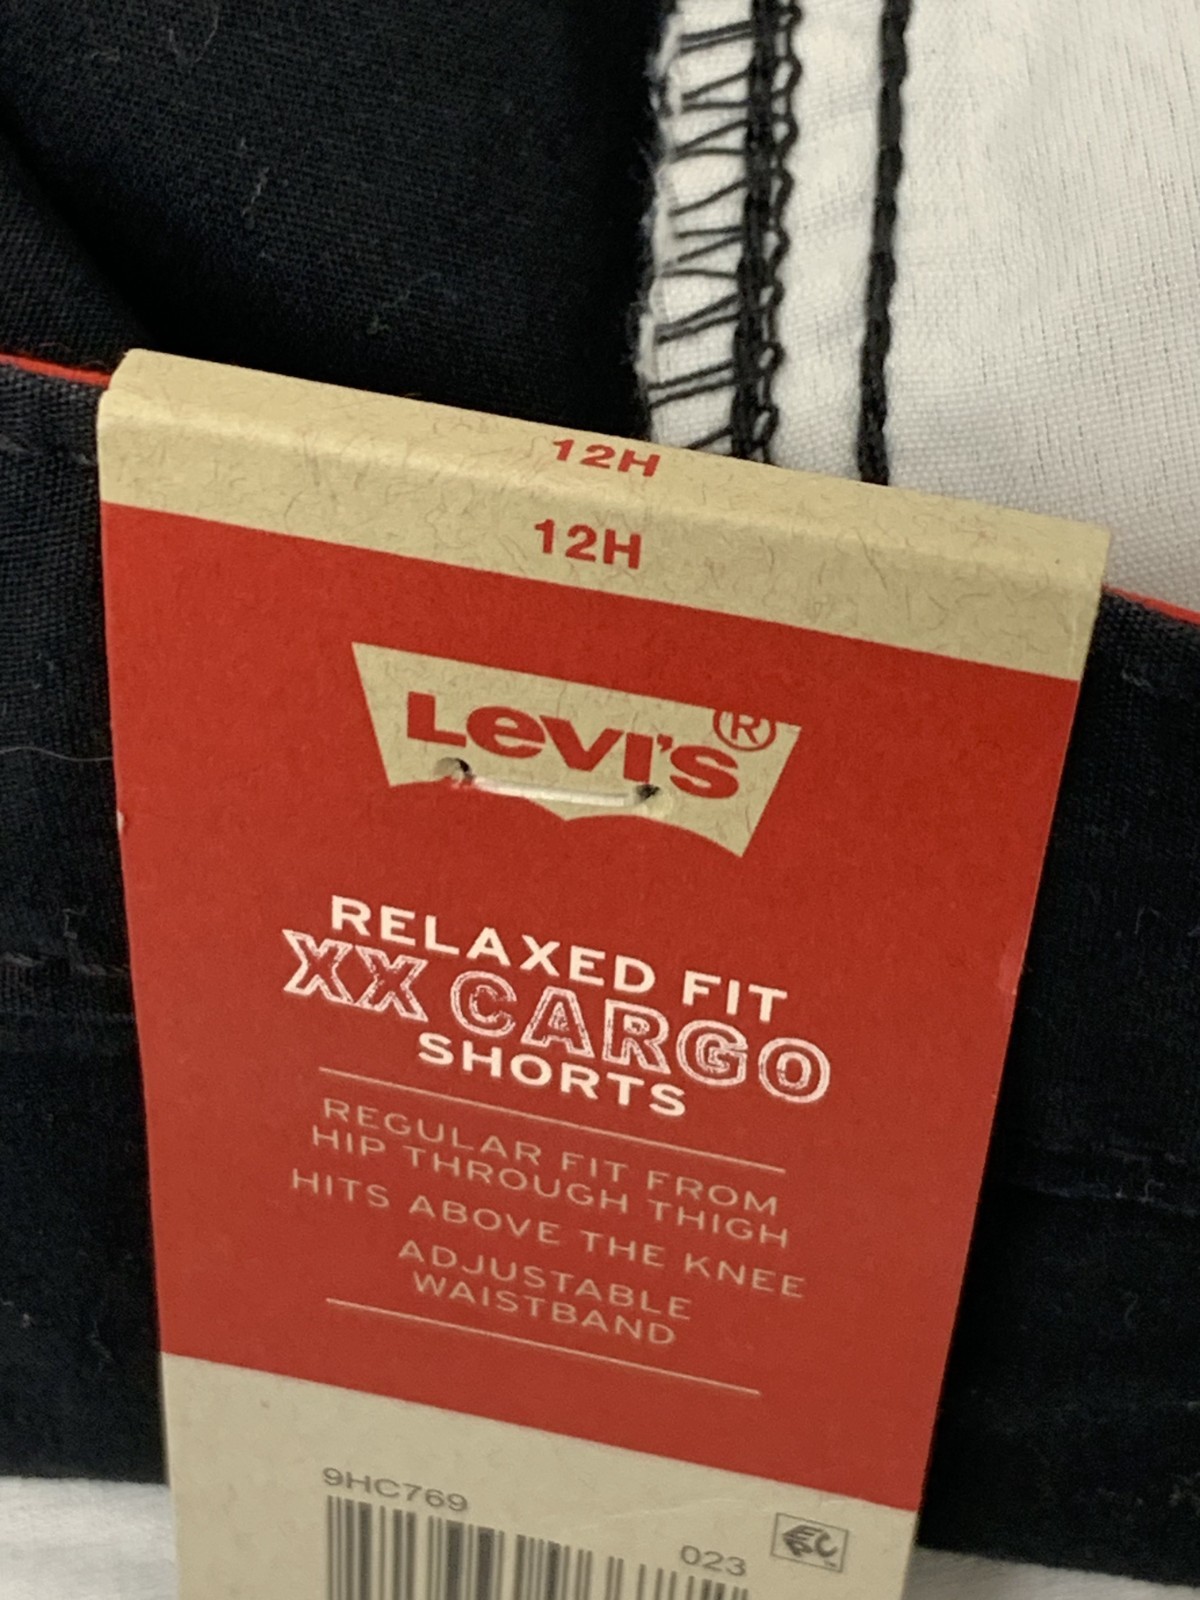 12H
12H
LEVI'S®
RELAXED FIT
XX CARGO
SHORTS
REGULAR FIT FROM
HIP THROUGH THIGH
HITS ABOVE THE KNEE
ADJUSTABLE
WAISTBAND
9HC769
023